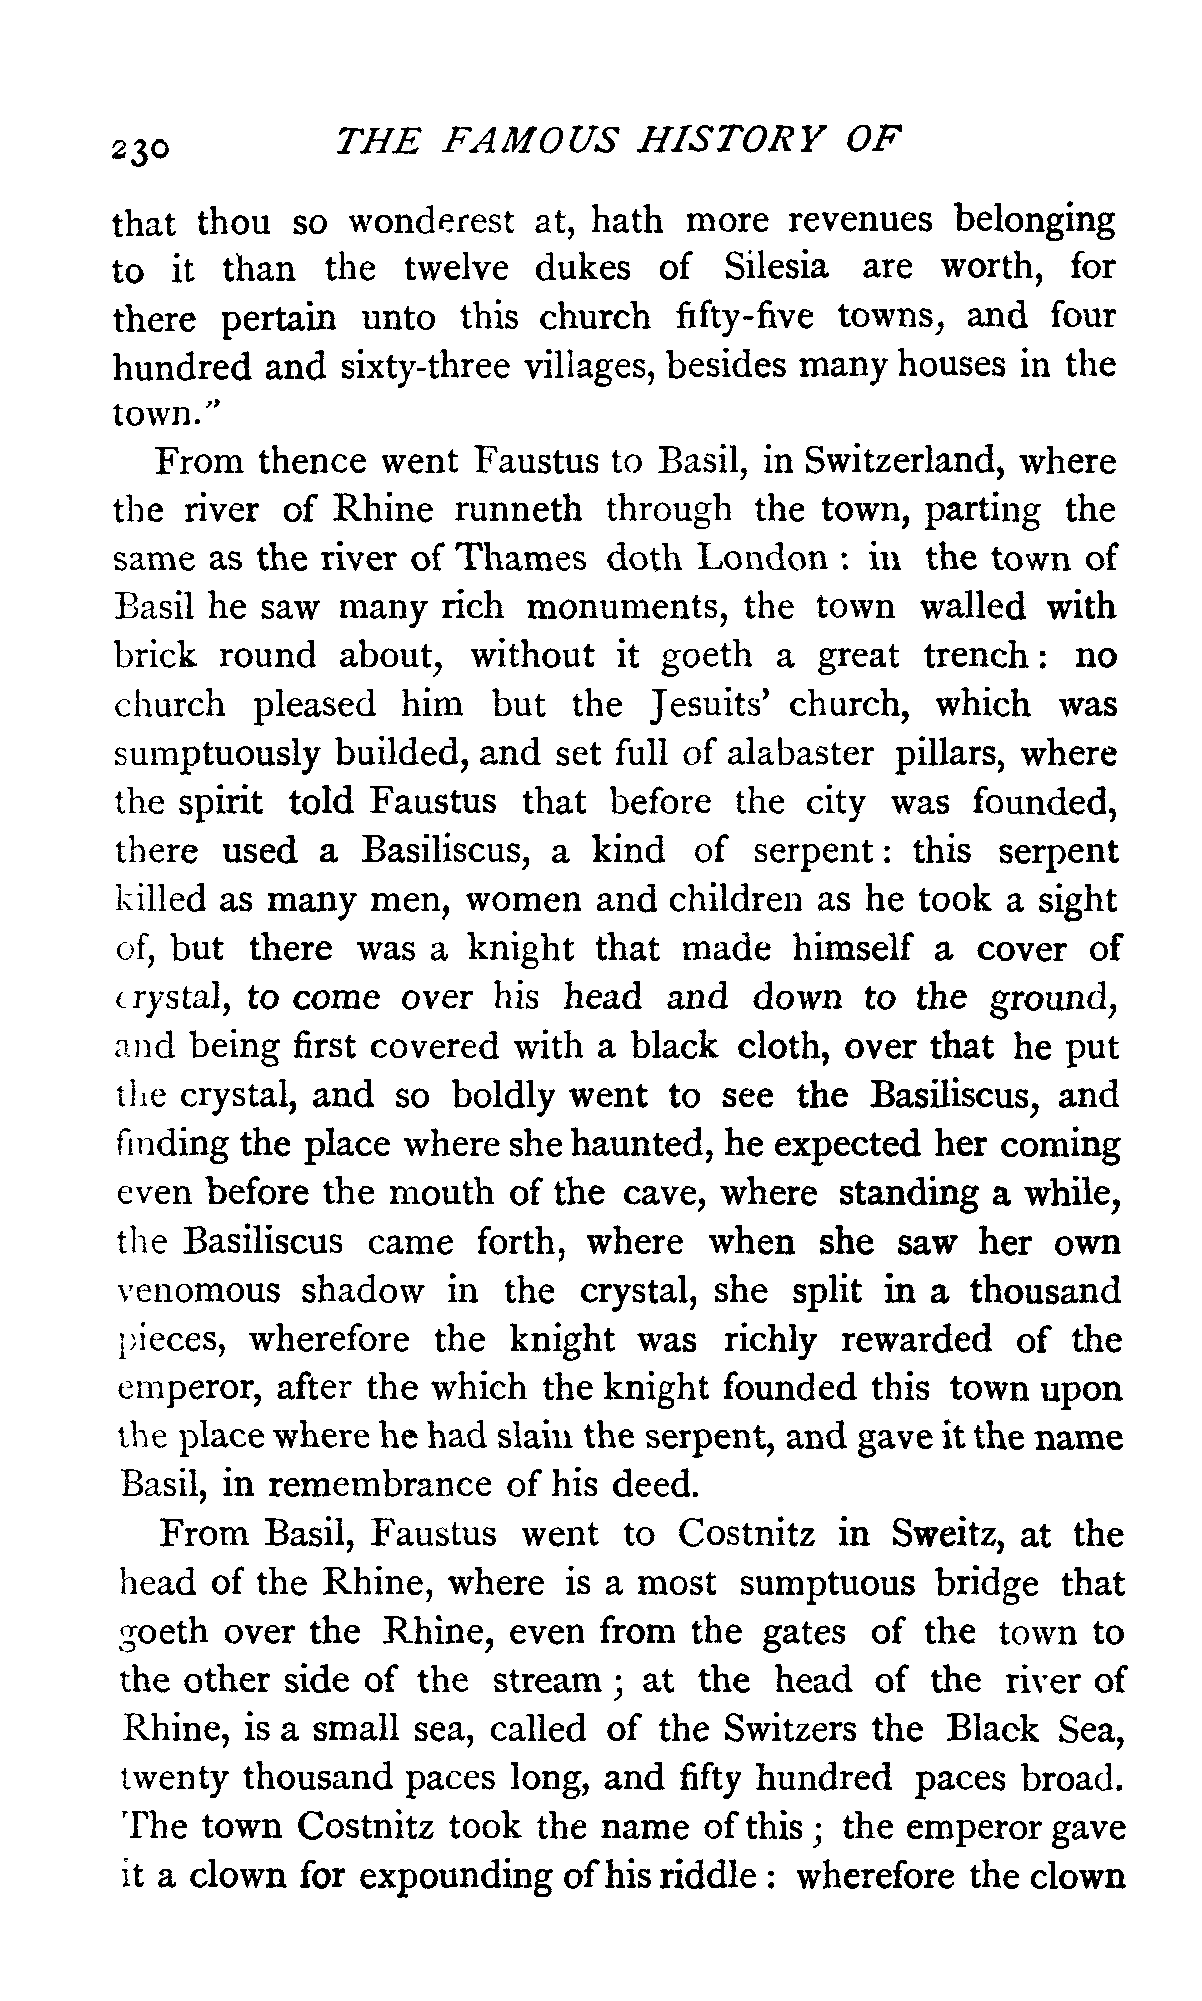 230 THE FAMOUS HISTORY OF
that thou so wonderest at, hath more revenues belonging
to it than the twelve dukes of Silesia are worth, for
there pertain unto this church fifty-five towns, and four
hundred and sixty-three villages, besides many houses in the
town."
From thence went Faustus to Basil, in Switzerland, where
the river of Rhine runneth through the town, parting the
same as the river of Thames doth London : in the town of
Basil he saw many rich monuments, the town walled with
brick round about, without it goeth a great trench : no
church pleased him but the Jesuits' church, which was
sumptuously builded, and set full of alabaster pillars, where
the spirit told Faustus that before the city was founded,
there used a Basiliscus, a kind of serpent : this serpent
killed as many men, women and children as he took a sight
of, but there was a knight that made himself a cover of
crystal, to come over his head and down to the ground,
and being first covered with a black cloth, over that he put
the crystal, and so boldly went to see the Basiliscus, and
finding the place where she haunted, he expected her coming
even before the mouth of the cave, where standing a while,
the Basiliscus came forth, where when she saw her own
venomous shadow in the crystal, she split in a thousand
pieces, wherefore the knight was richly rewarded of the
emperor, after the which the knight founded this town upon
the place where he had slain the serpent, and gave it the name
Basil, in remembrance of his deed.
From Basil, Faustus went to Costnitz in Sweitz, at the
head of the Rhine, where is a most sumptuous bridge that
goeth over the Rhine, even from the gates of the town to
the other side of the stream ; at the head of the river of
Rhine, is a small sea, called of the Switzers the Black Sea,
twenty thousand paces long, and fifty hundred paces broad.
The town Costnitz took the name of this ; the emperor gave
it a clown for expounding of his riddle : wherefore the clown